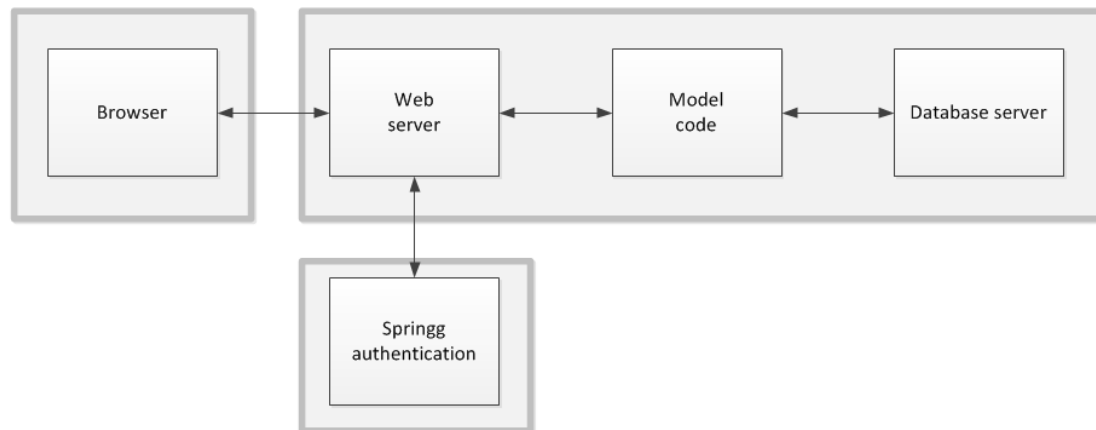 Browser
Web
server
Model
code
Database server
Springg
authentication